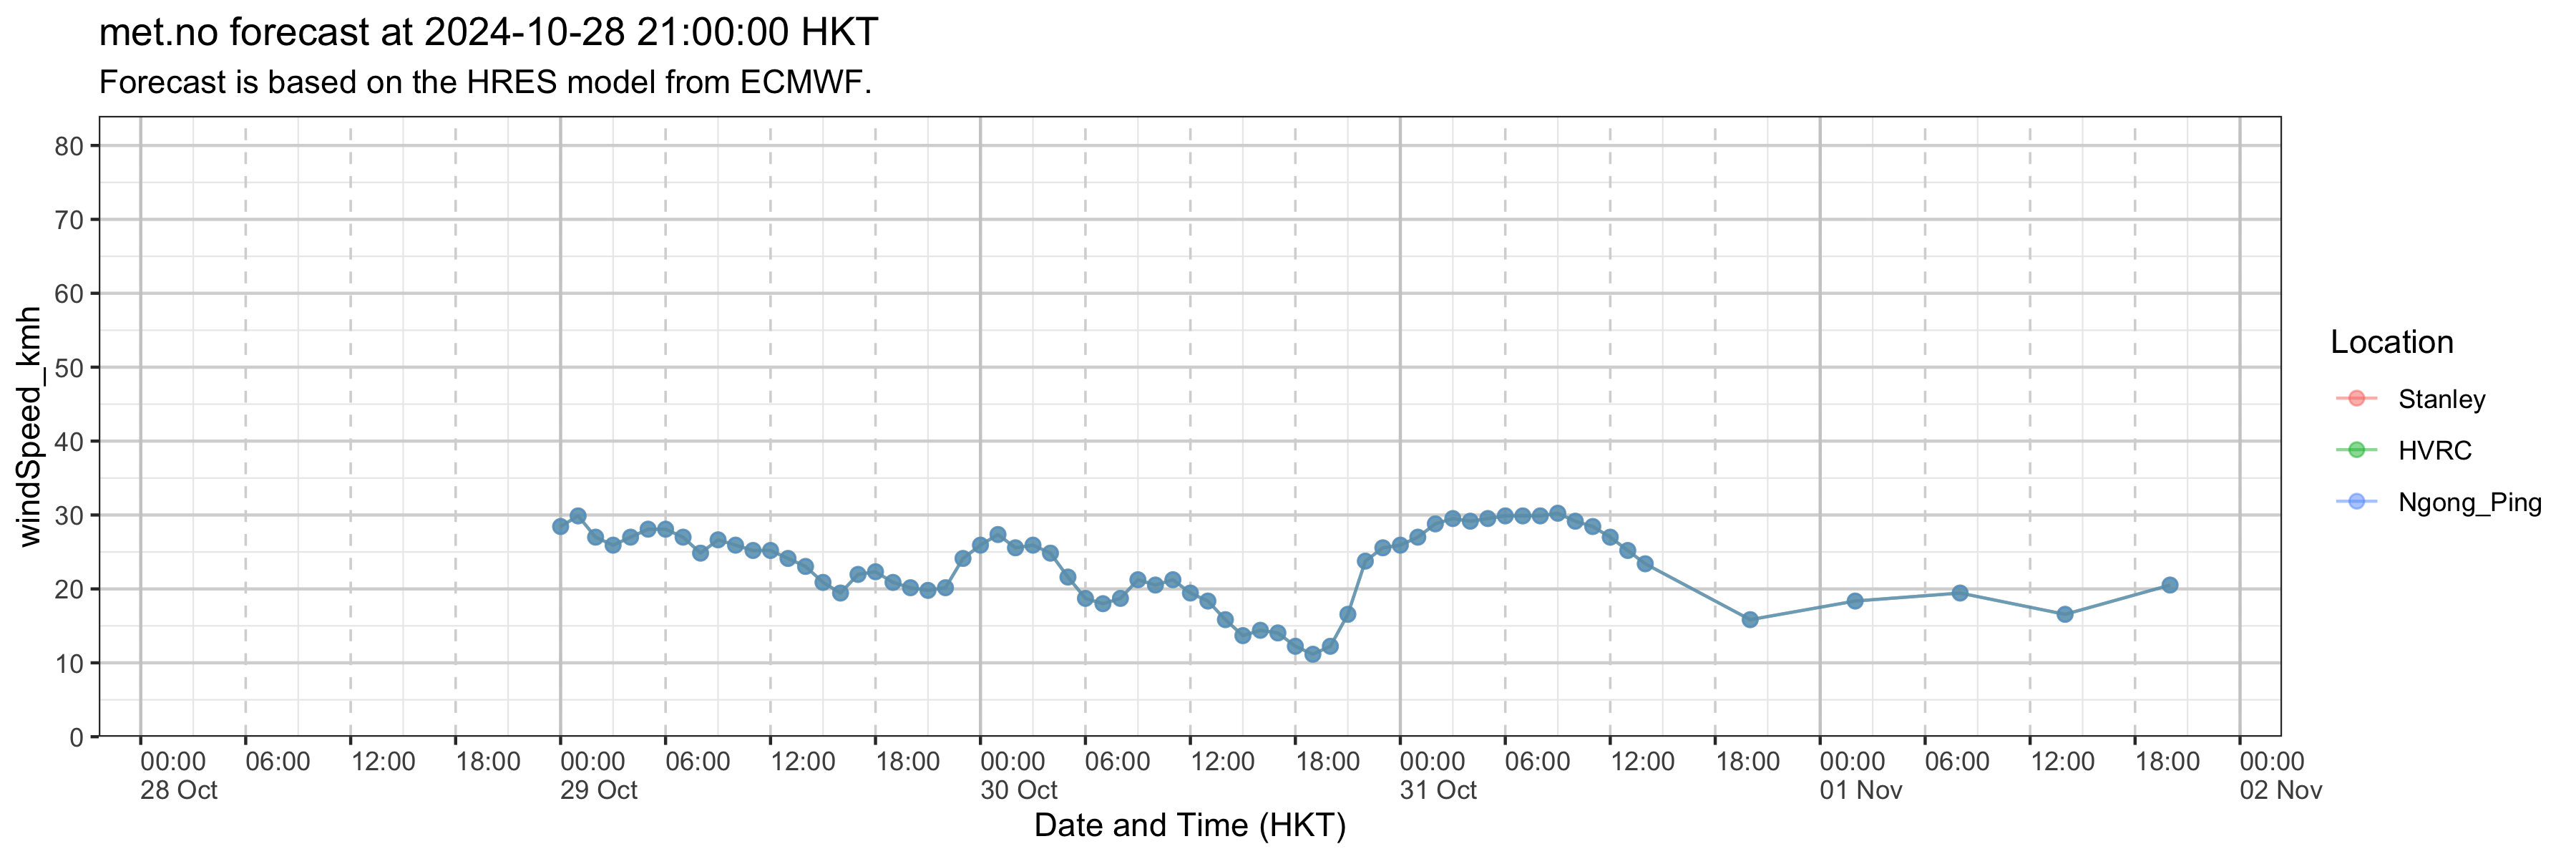 met.no forecast at 2024-10-28 21:00:00 HKT
Forecast is based on the HRES model from ECMWF.
windSpeed_kmh
80
70
60
50
40
30
20
10
0
00:00 06:00 12:00 18:00 00:00 06:00 12:00 18:00 00:00 06:00 12:00 18:00 00:00 06:00 12:00 18:00 00:00 06:00 12:00 18:00 00:00
28 Oct 29 Oct 30 Oct 31 Oct 01 Nov 02 Nov
Date and Time (HKT)
Location
Stanley
HVRC
Ngong_Ping